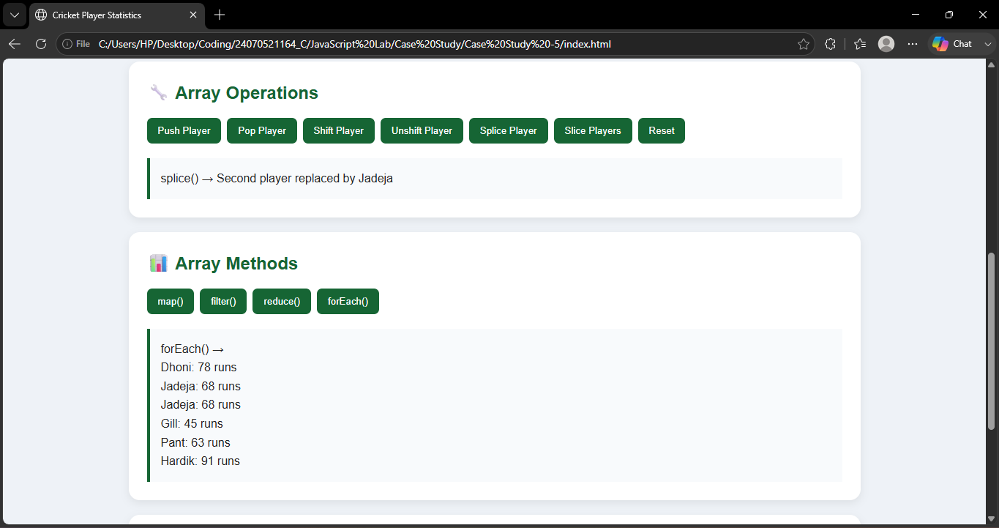 Cricket Player Statistics
File C:/Users/HP/Desktop/Coding/24070521164_C/JavaScript%20Lab/Case%20Study/Case%20Study%20-5/index.html
Chat
Array Operations
Push Player Pop Player Shift Player Unshift Player Splice Player Slice Players Reset
splice() → Second player replaced by Jadeja
Array Methods
map() filter() reduce() forEach()
forEach() →
Dhoni: 78 runs
Jadeja: 68 runs
Jadeja: 68 runs
Gill: 45 runs
Pant: 63 runs
Hardik: 91 runs